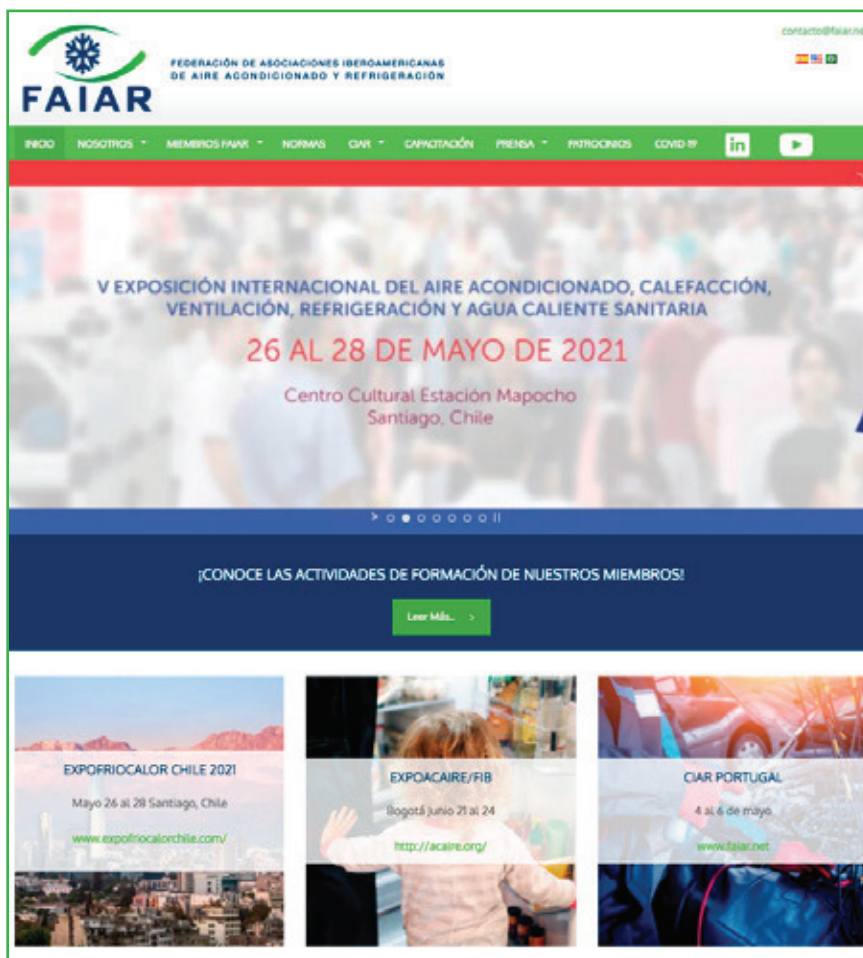 contacto@faiar.ne
FAIAR
FEDERACIÓN DE ASOCIACIONES IBEROAMERICANAS
DE AIRE ACONDICIONADO Y REFRIGERACIÓN
INICIO NOSOTROS MIEMBROS FAIAR NORMAS CIAR CAPACITACIÓN PRENSA PATROCINIOS COVID-19 in
V EXPOSICIÓN INTERNACIONAL DEL AIRE ACONDICIONADO, CALEFACCIÓN,
VENTILACIÓN, REFRIGERACIÓN Y AGUA CALIENTE SANITARIA
26 AL 28 DE MAYO DE 2021
Centro Cultural Estación Mapocho
Santiago, Chile
¡CONOCE LAS ACTIVIDADES DE FORMACIÓN DE NUESTROS MIEMBROS!
Leer Más.. >
EXPOFRIOCALOR CHILE 2021
Mayo 26 al 28 Santiago, Chile
www.expofriocalorchile.com/
EXPOACAIRE/FIB
Bogotá junio 21 al 24
http://acaire.org/
CIAR PORTUGAL
4 al 6 de mayo
www.faiar.net